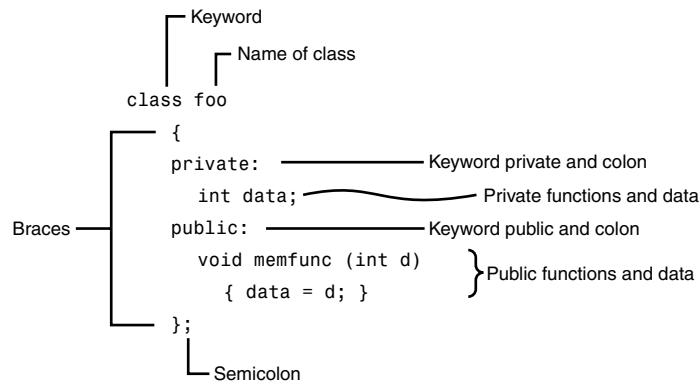 Keyword
Name of class
class foo
{
private:
Keyword private and colon
int data;
Private functions and data
Braces
public:
Keyword public and colon
void memfunc (int d)
{ data = d; }
Public functions and data
};
Semicolon